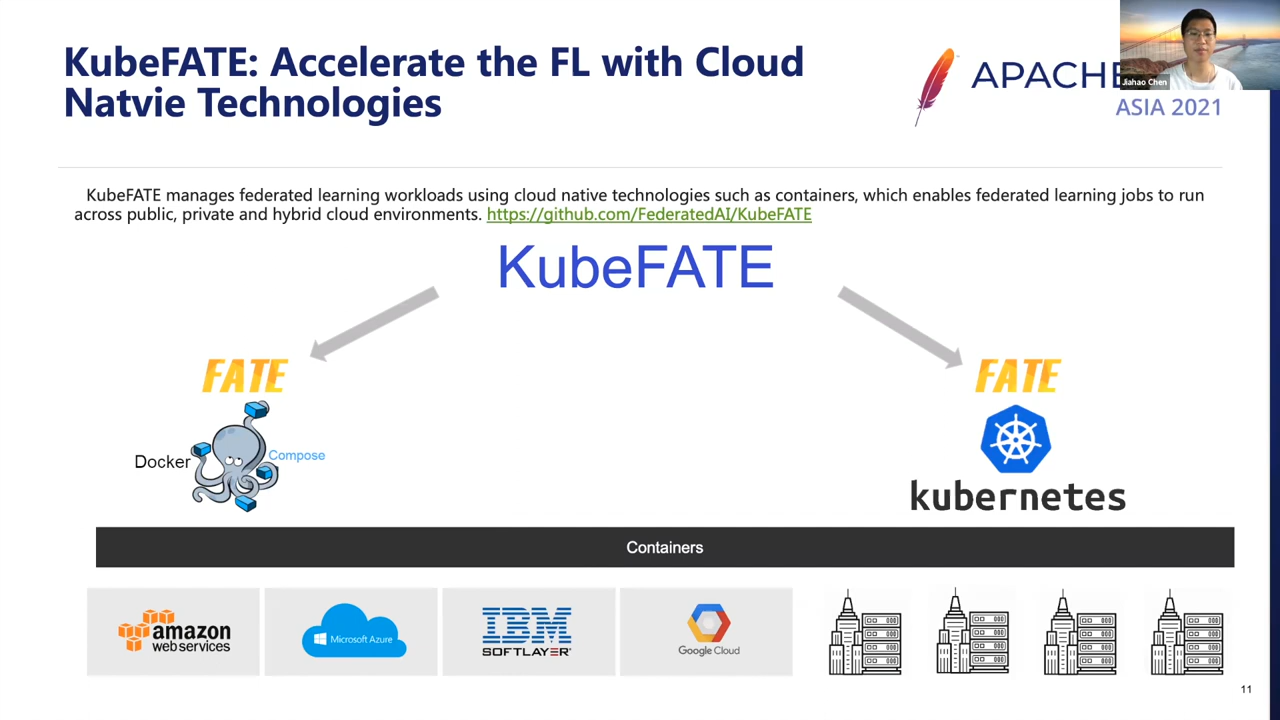 KubeFATE: Accelerate the FL with Cloud
Natvie Technologies
APACHE
ASIA 2021
Jiahao Chen
KubeFATE manages federated learning workloads using cloud native technologies such as containers, which enables federated learning jobs to run
across public, private and hybrid cloud environments. https://github.com/FederatedAI/KubeFATE
KubeFATE
FATE
FATE
Docker
Compose
kubernetes
Containers
amazon
web services
Microsoft Azure
IBM
SOFTLAYER
Google Cloud
11